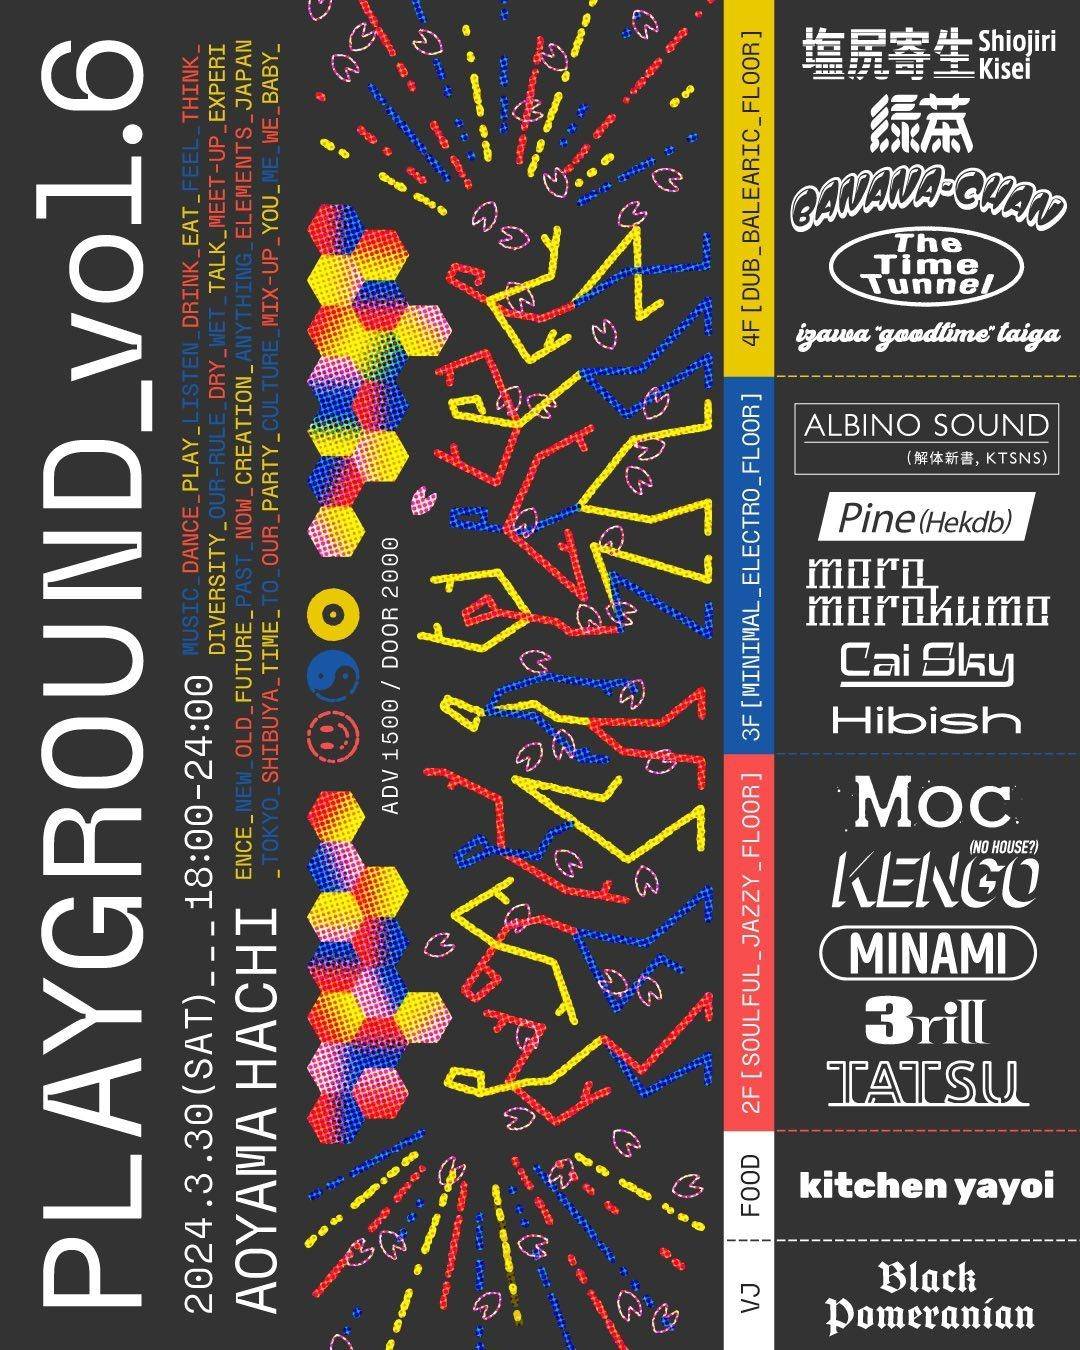 PLAYGROUND_vol.6
2024.3.30(SAT)___18:00-24:00
AOYAMA HACHI
MUSIC_DANCE_PLAY_LISTEN_DRINK_EAT_FEEL_THINK_
DIVERSITY_OUR-RULE_DRY_WET_TALK_MEET-UP_EXPERI
ENCE_NEW_OLD_FUTURE_PAST_NOW_CREATION_ANYTHING_ELEMENTS_JAPAN
_TOKYO_SHIBUYA_TIME_TO_OUR_PARTY_CULTURE_MIX-UP_YOU_ME_WE_BABY_
ADV 1500 / DOOR 2000
4F[DUB_BALEARIC_FLOOR]
塩尻寄生 Shiojiri
Kisei
緑茶
BANANA-CHAN
The
Time
Tunnel
izawa "goodtime" taiga
3F[MINIMAL_ELECTRO_FLOOR]
ALBINO SOUND
(解体新書, KTSNS)
Pine (Hekdb)
moro
morokumo
Cai Sky
Hibish
2F[SOULFUL_JAZZY_FLOOR]
Moc
(NO HOUSE?)
KENGO
MINAMI
3rill
TATSU
FOOD
kitchen yayoi
VJ
Black
Pomeranian